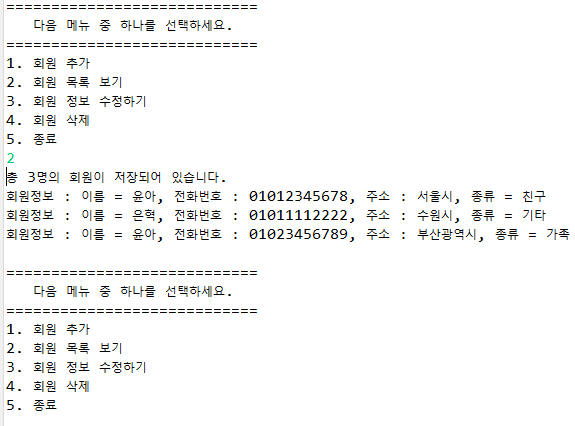 ============================
다음 메뉴 중 하나를 선택하세요.
============================
1. 회원 추가
2. 회원 목록 보기
3. 회원 정보 수정하기
4. 회원 삭제
5. 종료
2
총 3명의 회원이 저장되어 있습니다.
회원정보 : 이름 = 윤아, 전화번호 : 01012345678, 주소 : 서울시, 종류 = 친구
회원정보 : 이름 = 은혁, 전화번호 : 01011112222, 주소 : 수원시, 종류 = 기타
회원정보 : 이름 = 윤아, 전화번호 : 01023456789, 주소 : 부산광역시, 종류 = 가족
============================
다음 메뉴 중 하나를 선택하세요.
============================
1. 회원 추가
2. 회원 목록 보기
3. 회원 정보 수정하기
4. 회원 삭제
5. 종료